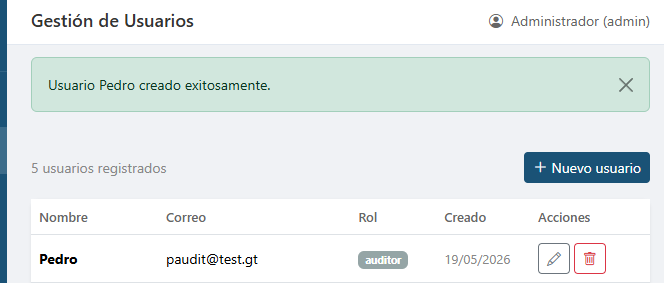 Gestión de Usuarios
Administrador (admin)
Usuario Pedro creado exitosamente.
5 usuarios registrados
+ Nuevo usuario
Nombre Correo Rol Creado Acciones
Pedro paudit@test.gt auditor 19/05/2026